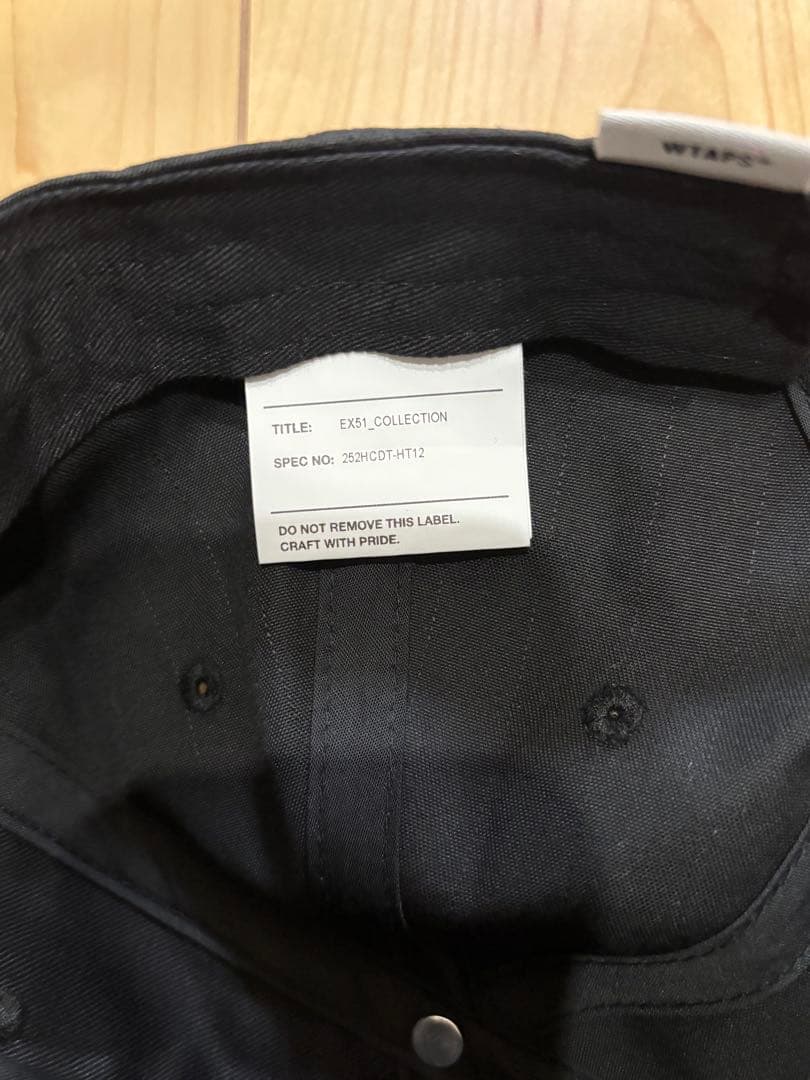 WTAPS
TITLE: EX51_COLLECTION
SPEC NO: 252HCDT-HT12
DO NOT REMOVE THIS LABEL.
CRAFT WITH PRIDE.